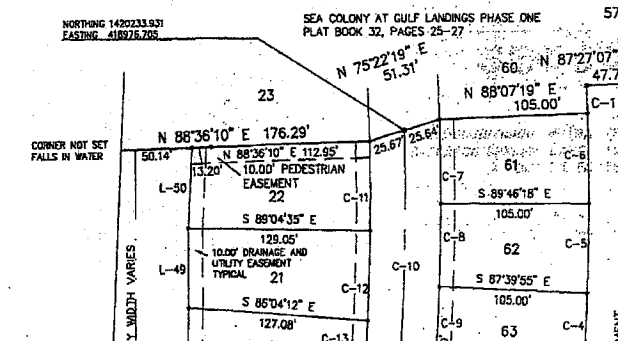 NORTHING 1420233.931
EASTING 418976.705
SEA COLONY AT GULF LANDINGS PHASE ONE
PLAT BOOK 32, PAGES 25-27
57
N 75°22'19" E
51.31'
60
N 87°27'07"
47.7
23
N 88°07'19" E
105.00'
C-1
CORNER NOT SET
FALLS IN WATER
N 88°36'10" E 176.29'
50.14'
13.20'
N 88°36'10" E 112.95'
25.67'
25.64'
10.00' PEDESTRIAN
EASEMENT
L-50
22
C-11
C-7
61
C-6
S 89°46'18" E
105.00'
S 89°04'35" E
129.05'
C-8
62
C-5
10.00' DRAINAGE AND
UTILITY EASEMENT
TYPICAL
L-49
21
C-10
S 87°39'55" E
105.00'
C-12
S 86°04'12" E
127.08'
C-13
C-9
63
C-4
Y WIDTH VARIES
MENT